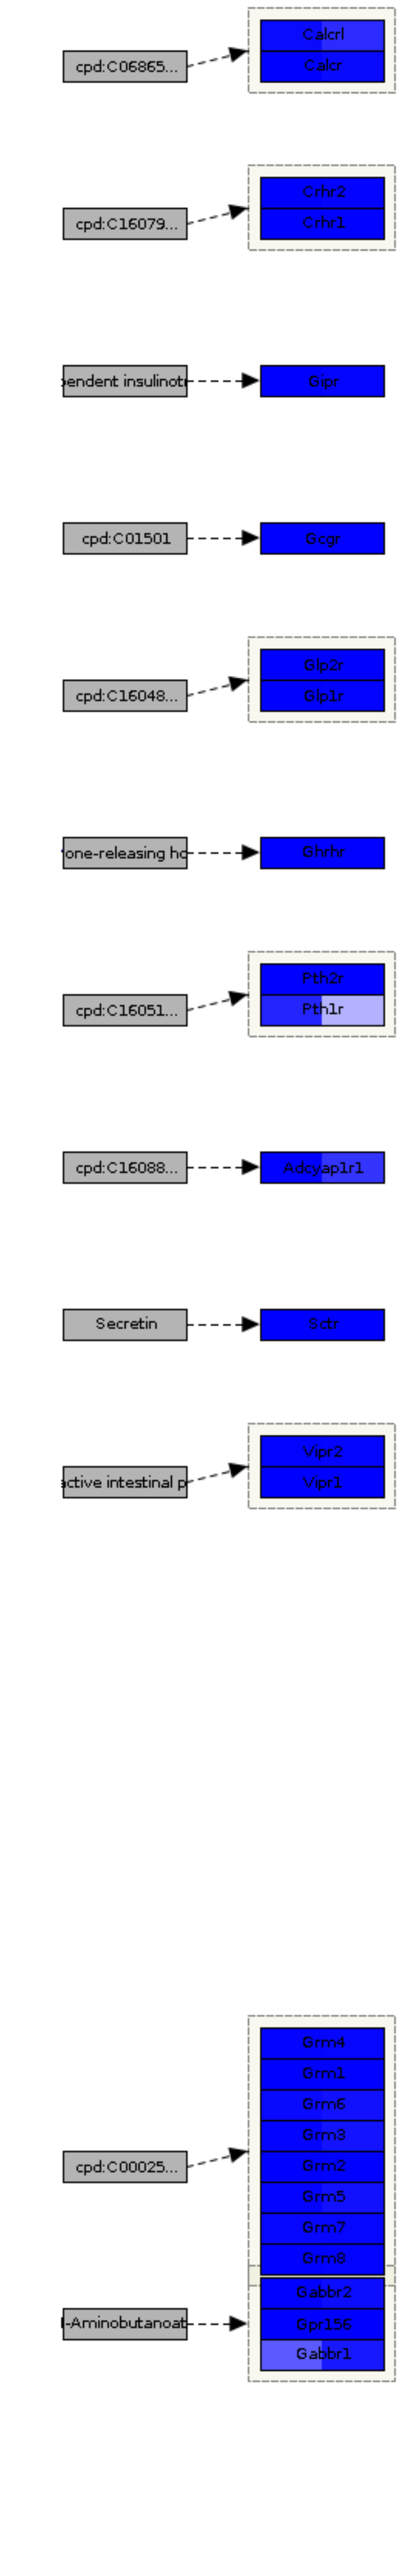 Calcrl
cpd:C06865...
Calcr
Crhr2
cpd:C16079...
Crhr1
pendent insulinot
Gipr
cpd:C01501
Gcgr
Glp2r
cpd:C16048...
Glp1r
one-releasing ho
Ghrhr
Pth2r
cpd:C16051...
Pth1r
cpd:C16088...
Adcyap1r1
Secretin
Sctr
Vipr2
active intestinal p
Vipr1
Grm4
Grm1
Grm6
Grm3
cpd:C00025...
Grm2
Grm5
Grm7
Grm8
Gabbr2
-Aminobutanoat
Gpr156
Gabbr1